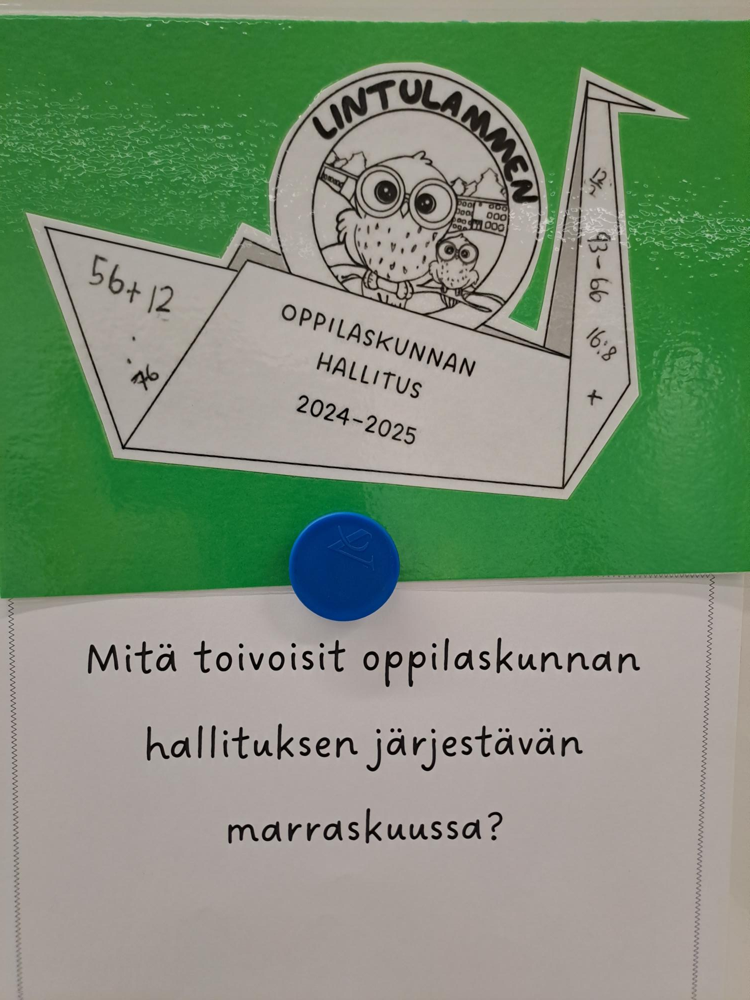 LINTULAMMEN
56+12
:
76
OPPILASKUNNAN
HALLITUS
2024-2025
93-66
16:8
+
Mitä toivoisit oppilaskunnan
hallituksen järjestävän
marraskuussa?